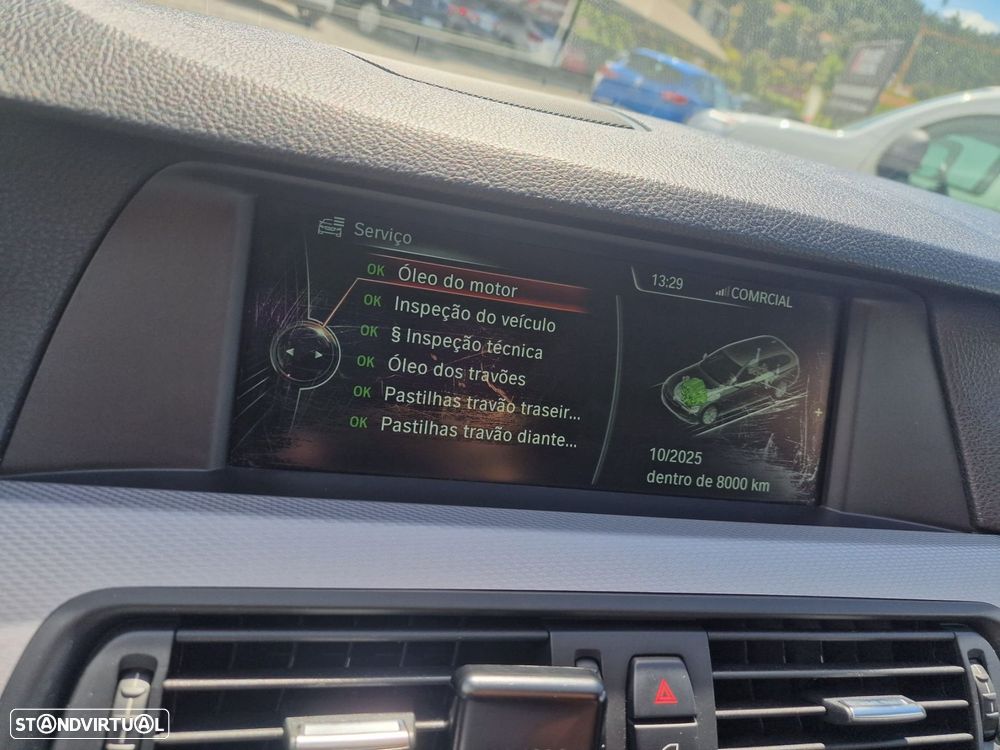 Serviço
OK Óleo do motor
OK Inspeção do veículo
OK § Inspeção técnica
OK Óleo dos travões
OK Pastilhas travão traseir...
OK Pastilhas travão diante...
13:29 COMRCIAL
+
10/2025
dentro de 8000 km
STANDVIRTUAL